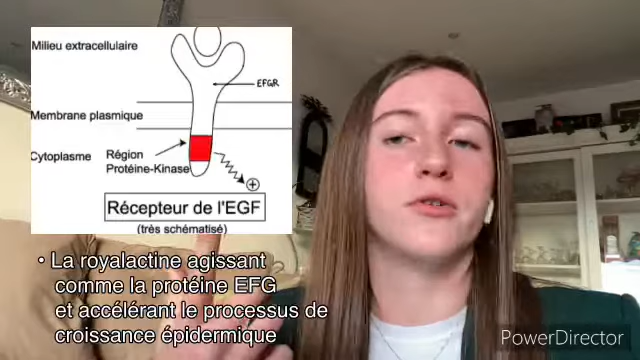 Milieu extracellulaire
EFGR
Membrane plasmique
Cytoplasme
Région
Protéine-Kinase
+
Récepteur de l'EGF
(très schématisé)
• La royalactine agissant
comme la protéine EFG
et accélérant le processus de
croissance épidermique
PowerDirector